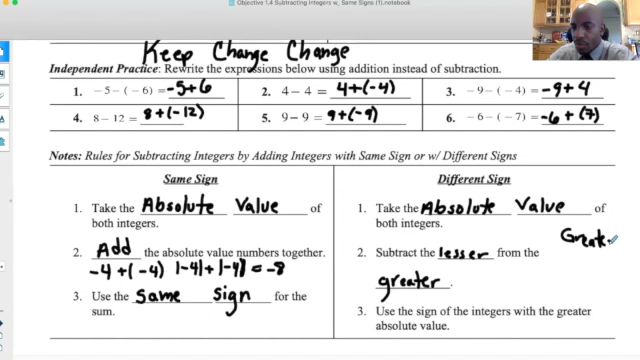 Objective 1.4 Subtracting Integers w. Same Sign (1).notebook
Keep Change Change
Independent Practice: Rewrite the expressions below using addition instead of subtraction.
1. −5 − (−6) = -5+6
2. 4 − 4 = 4+(-4)
3. −9 − (−4) = -9+4
4. 8 − 12 = 8+(-12)
5. 9 − 9 = 9+(-9)
6. −6 − (−7) = -6+(7)
Notes: Rules for Subtracting Integers by Adding Integers with Same Sign or w/ Different Signs
Same Sign
1. Take the Absolute Value of
both integers.
2. Add the absolute value numbers together.
-4+(-4) |-4|+|-4| = -8
3. Use the Same Sign for the
sum.
Different Sign
1. Take the Absolute Value of
both integers.
Greate
2. Subtract the lesser from the
greater.
3. Use the sign of the integers with the greater
absolute value.